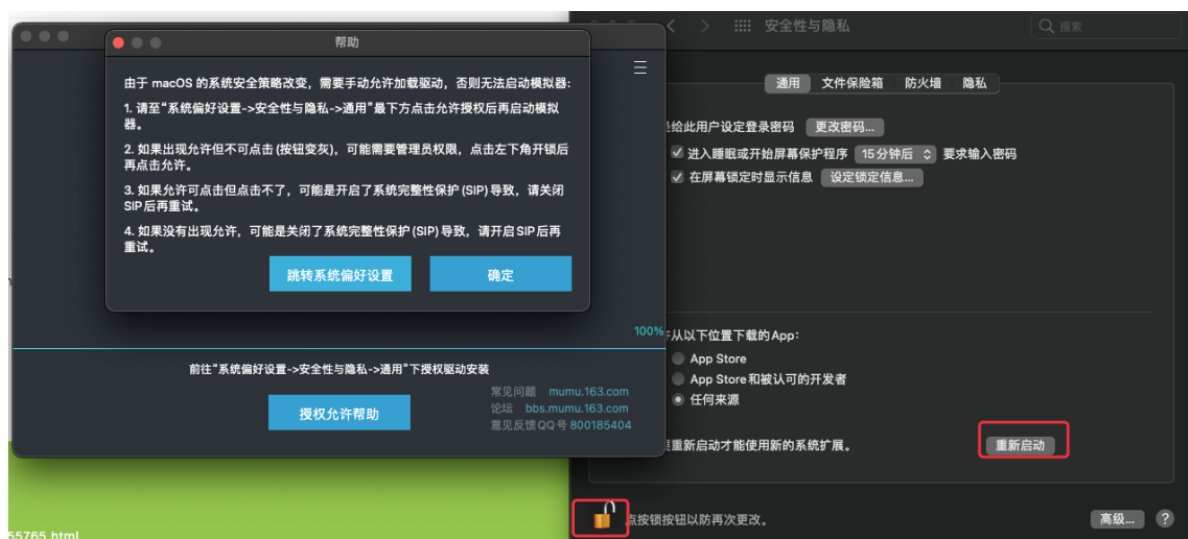 帮助
由于 macOS 的系统安全策略改变，需要手动允许加载驱动，否则无法启动模拟器:
1. 请至“系统偏好设置->安全性与隐私->通用”最下方点击允许授权后再启动模拟
器。
2. 如果出现允许但不可点击 (按钮变灰)，可能需要管理员权限，点击左下角开锁后
再点击允许。
3. 如果允许可点击但点击不了，可能是开启了系统完整性保护 (SIP) 导致，请关闭
SIP 后再重试。
4. 如果没有出现允许，可能是关闭了系统完整性保护 (SIP) 导致，请开启 SIP 后再
重试。
跳转系统偏好设置
确定
100%
前往“系统偏好设置->安全性与隐私->通用”下授权驱动安装
授权允许帮助
常见问题 mumu.163.com
论坛 bbs.mumu.163.com
意见反馈QQ号 800185404
安全性与隐私
搜索
通用 文件保险箱 防火墙 隐私
给此用户设定登录密码 更改密码...
进入睡眠或开始屏幕保护程序 15分钟后 要求输入密码
在屏幕锁定时显示信息 设定锁定信息...
从以下位置下载的App:
App Store
App Store和被认可的开发者
任何来源
重新启动才能使用新的系统扩展。 重新启动
点按锁按钮以防再次更改。
高级... ?
55765.html